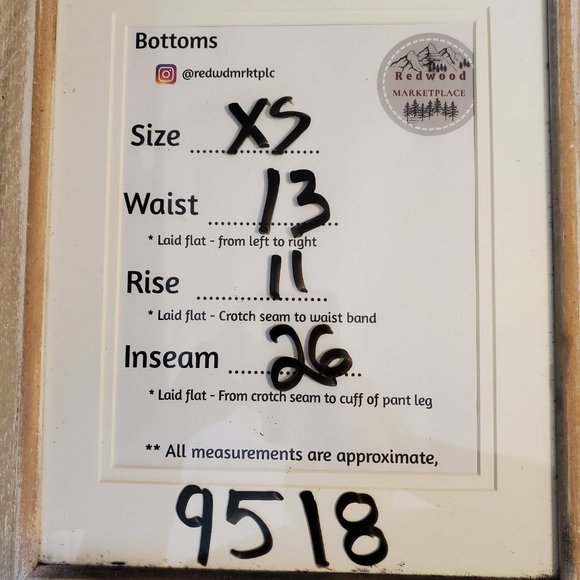 Bottoms
@redwdmrktplc
Redwood
MARKETPLACE
Size XS
Waist 13
* Laid flat - from left to right
Rise 11
* Laid flat - Crotch seam to waist band
Inseam 26
* Laid flat - From crotch seam to cuff of pant leg
** All measurements are approximate,
9518